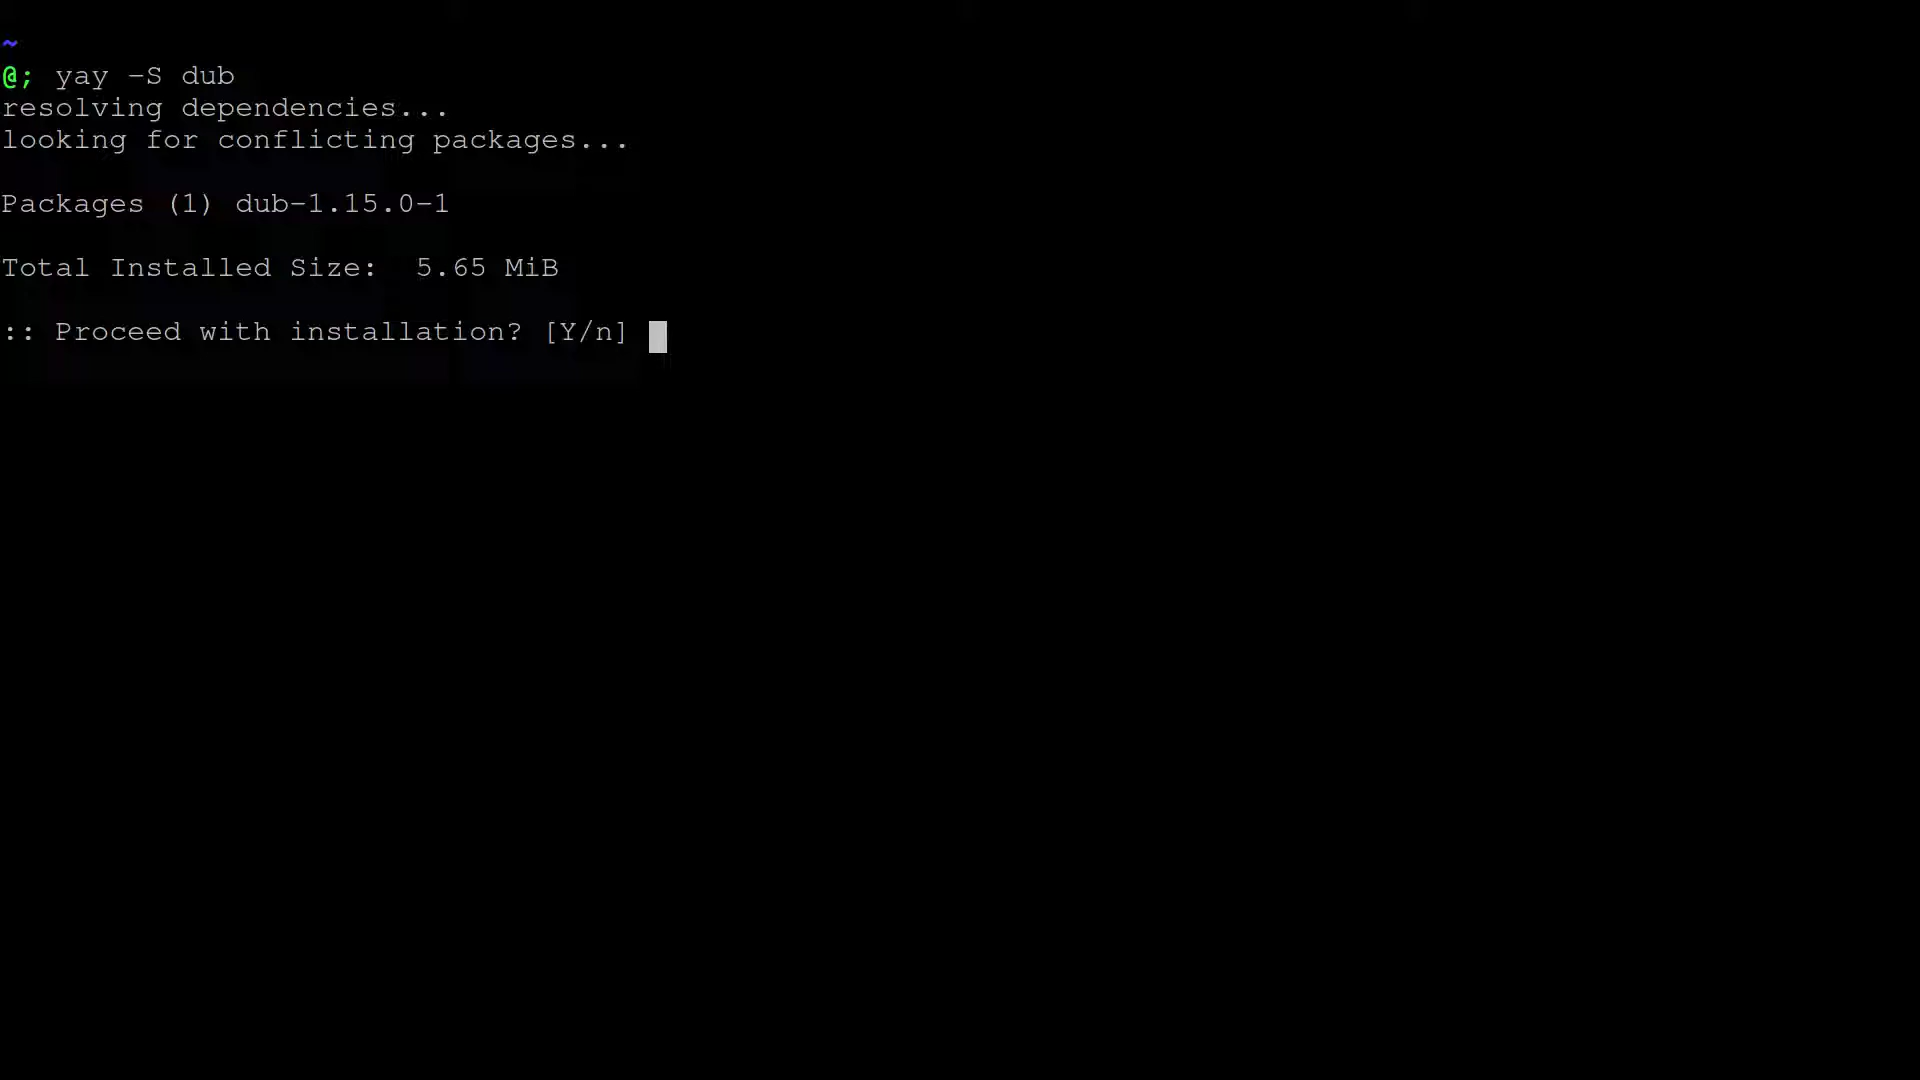 ~
@; yay -S dub
resolving dependencies...
looking for conflicting packages...
Packages (1) dub-1.15.0-1
Total Installed Size:  5.65 MiB
:: Proceed with installation? [Y/n]